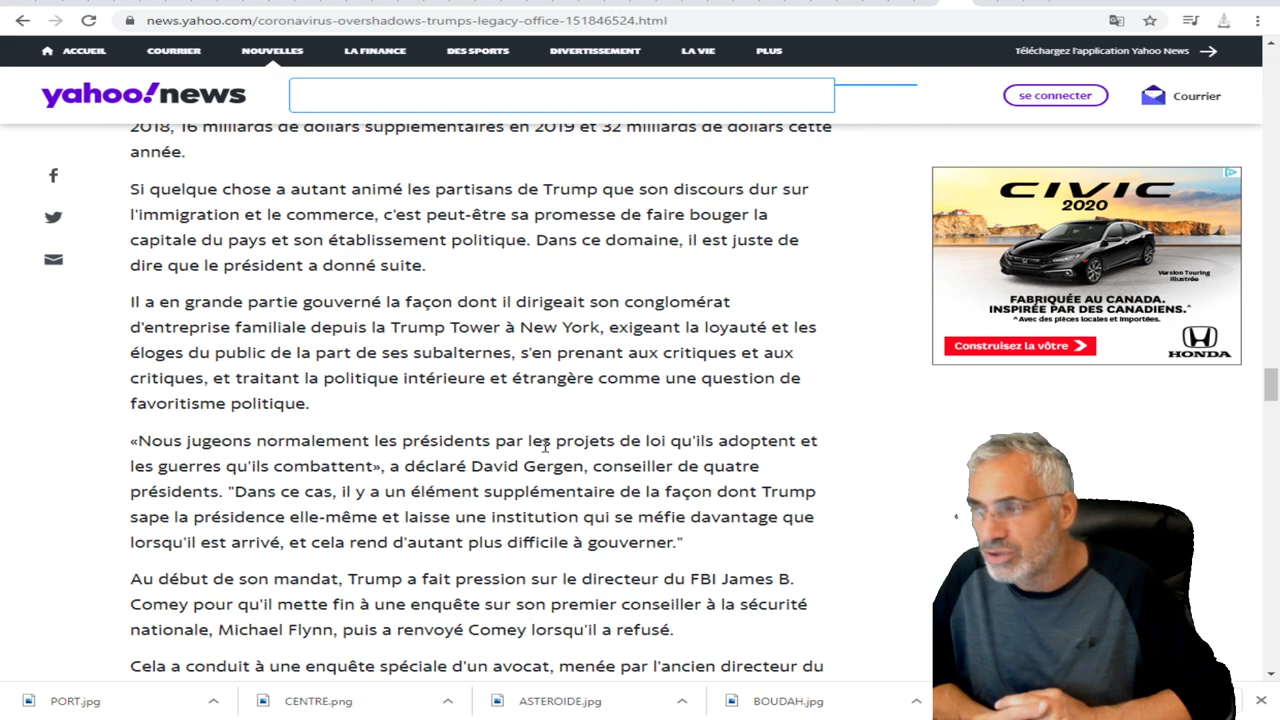 news.yahoo.com/coronavirus-overshadows-trumps-legacy-office-151846524.html
ACCUEIL COURRIER NOUVELLES LA FINANCE DES SPORTS DIVERTISSEMENT LA VIE PLUS Téléchargez l'application Yahoo News
yahoo!news se connecter Courrier
2018, 16 milliards de dollars supplémentaires en 2019 et 32 milliards de dollars cette
année.
Si quelque chose a autant animé les partisans de Trump que son discours dur sur
l'immigration et le commerce, c'est peut-être sa promesse de faire bouger la
capitale du pays et son établissement politique. Dans ce domaine, il est juste de
dire que le président a donné suite.
Il a en grande partie gouverné la façon dont il dirigeait son conglomérat
d'entreprise familiale depuis la Trump Tower à New York, exigeant la loyauté et les
éloges du public de la part de ses subalternes, s'en prenant aux critiques et aux
critiques, et traitant la politique intérieure et étrangère comme une question de
favoritisme politique.
«Nous jugeons normalement les présidents par les projets de loi qu'ils adoptent et
les guerres qu'ils combattent», a déclaré David Gergen, conseiller de quatre
présidents. "Dans ce cas, il y a un élément supplémentaire de la façon dont Trump
sape la présidence elle-même et laisse une institution qui se méfie davantage que
lorsqu'il est arrivé, et cela rend d'autant plus difficile à gouverner."
Au début de son mandat, Trump a fait pression sur le directeur du FBI James B.
Comey pour qu'il mette fin à une enquête sur son premier conseiller à la sécurité
nationale, Michael Flynn, puis a renvoyé Comey lorsqu'il a refusé.
Cela a conduit à une enquête spéciale d'un avocat, menée par l'ancien directeur du
CIVIC
2020
Version Touring
illustrée
FABRIQUÉE AU CANADA.
INSPIRÉE PAR DES CANADIENS.^
^Avec des pièces locales et importées.
Construisez la vôtre
HONDA
PORT.jpg CENTRE.png ASTEROIDE.jpg BOUDAH.jpg